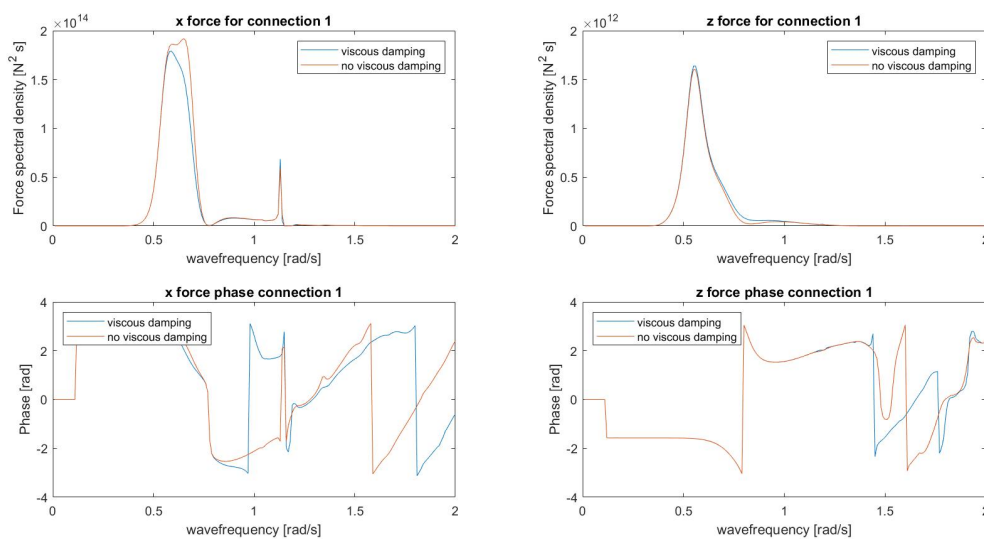 x force for connection 1
×10^14
2
1.5
1
0.5
0
Force spectral density [N^2 s]
viscous damping
no viscous damping
0 0.5 1 1.5 2
wavefrequency [rad/s]
z force for connection 1
×10^12
2
1.5
1
0.5
0
Force spectral density [N^2 s]
viscous damping
no viscous damping
0 0.5 1 1.5 2
wavefrequency [rad/s]
x force phase connection 1
4
2
0
-2
-4
Phase [rad]
viscous damping
no viscous damping
0 0.5 1 1.5 2
wavefrequency [rad/s]
z force phase connection 1
4
2
0
-2
-4
Phase [rad]
viscous damping
no viscous damping
0 0.5 1 1.5 2
wavefrequency [rad/s]